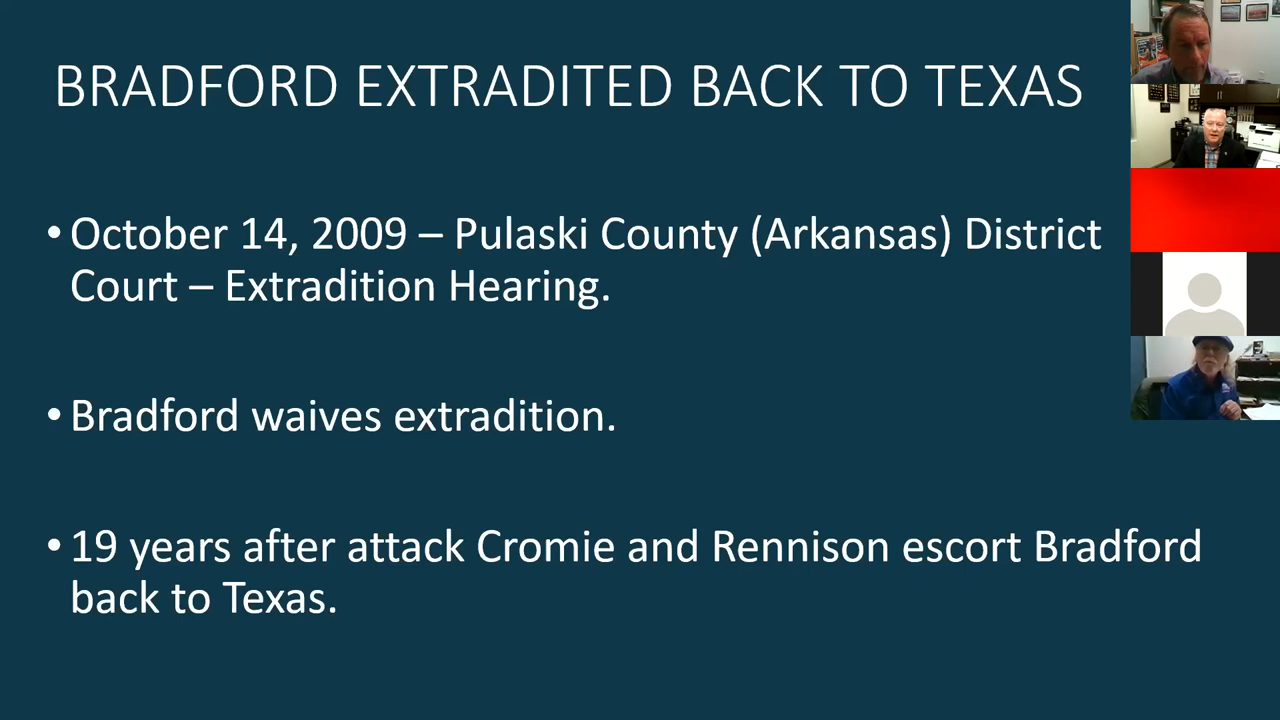 BRADFORD EXTRADITED BACK TO TEXAS
• October 14, 2009 – Pulaski County (Arkansas) District
Court – Extradition Hearing.
• Bradford waives extradition.
• 19 years after attack Cromie and Rennison escort Bradford
back to Texas.